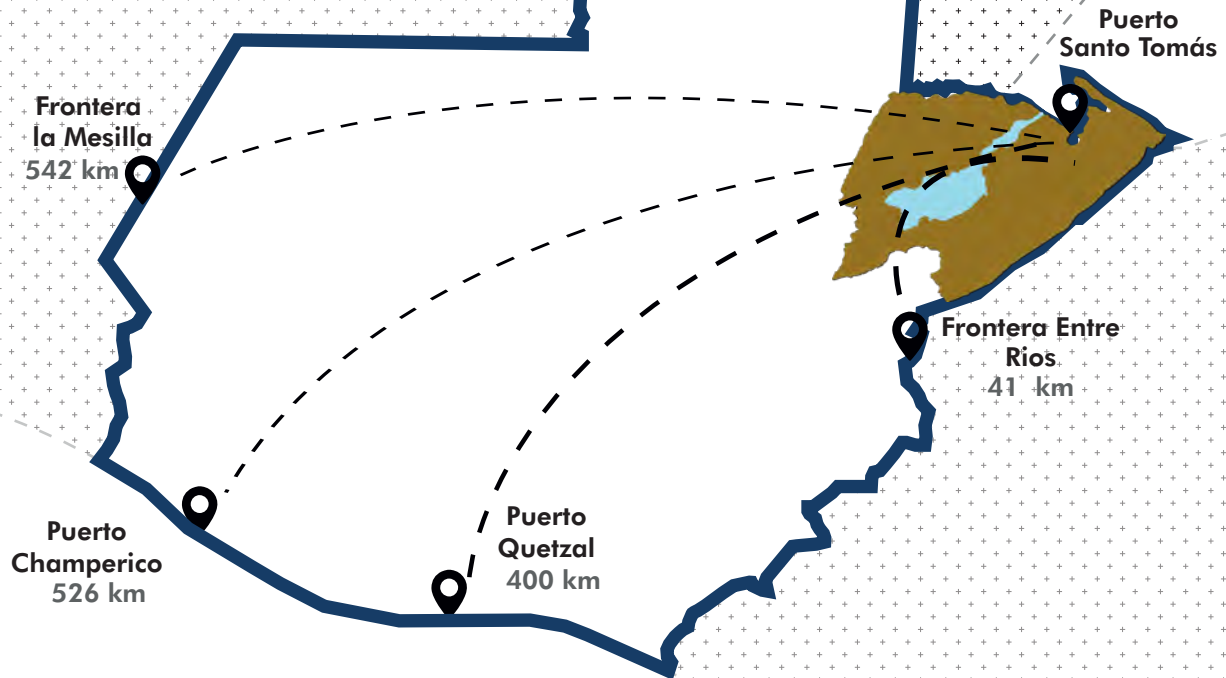 Puerto
Santo Tomás
Frontera
la Mesilla
542 km
Frontera Entre
Rios
41 km
Puerto
Quetzal
400 km
Puerto
Champerico
526 km